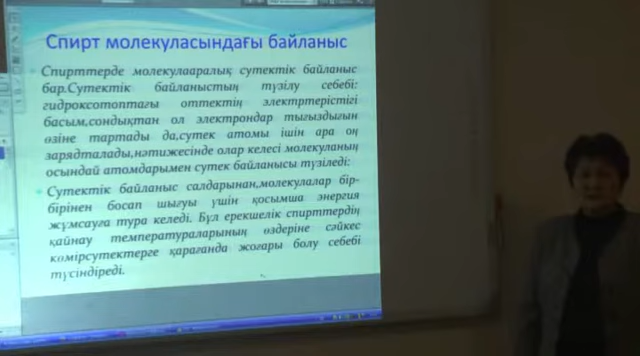 Спирт молекуласындағы байланыс
Спирттерде молекулааралық сутектік байланыс
бар.Сутектік байланыстың түзілу себебі:
гидроксотоптағы оттектің электртерістігі
басым,сондықтан ол электрондар тығыздығын
өзіне тартады да,сутек атомы ішін ара оң
зарядталады,нәтижесінде олар келесі молекуланың
осындай атомдарымен сутек байланысы түзіледі:
Сутектік байланыс салдарынан,молекулалар бір-
бірінен босап шығуы үшін қосымша энергия
жұмсауға тура келеді. Бұл ерекшелік спирттердің
қайнау температураларының өздеріне сәйкес
көмірсутектерге қарағанда жоғары болу себебі
түсіндіреді.